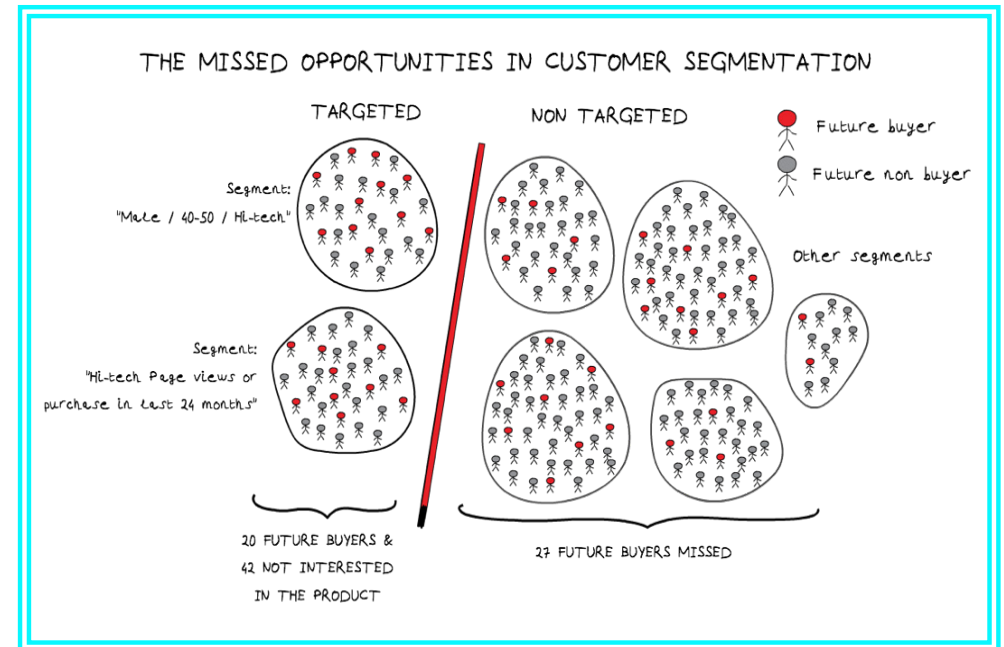 THE MISSED OPPORTUNITIES IN CUSTOMER SEGMENTATION
TARGETED
NON TARGETED
Future buyer
Future non buyer
Segment:
"Male / 40-50 / Hi-tech"
Other segments
Segment:
"Hi-tech Page views or
purchase in last 24 months"
20 FUTURE BUYERS &
42 NOT INTERESTED
IN THE PRODUCT
27 FUTURE BUYERS MISSED